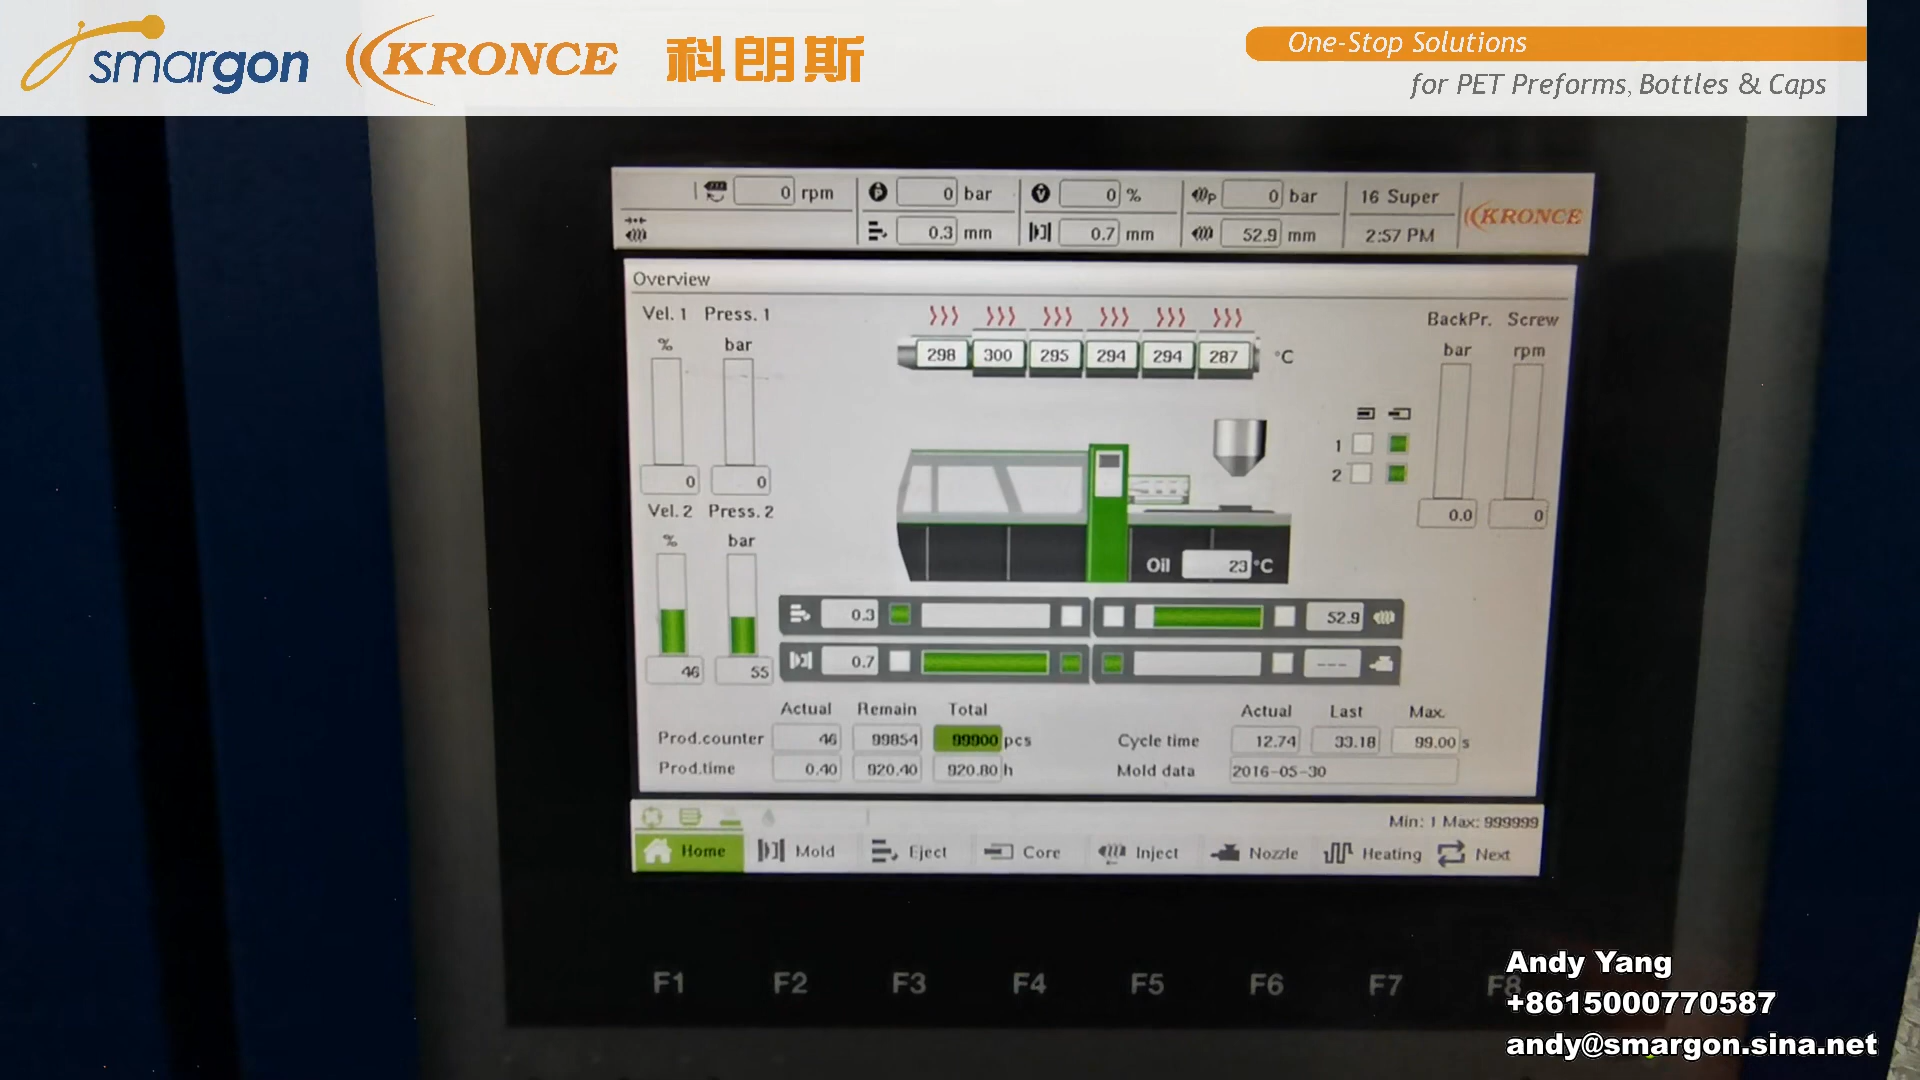 smargon
KRONCE 科朗斯
One-Stop Solutions
for PET Preforms, Bottles & Caps
0 rpm
0 bar
0 %
0 bar
16 Super
KRONCE
0.3 mm
0.7 mm
52.9 mm
2:57 PM
Overview
Vel. 1 Press. 1
% bar
0 0
Vel. 2 Press. 2
% bar
46 55
298 300 295 294 294 287 °C
BackPr. Screw
bar rpm
1
2
0.0 0
Oil 23 °C
0.3
52.9
0.7
---
Actual Remain Total
Prod.counter 46 99854 99900 pcs
Prod.time 0.40 920.40 920.80 h
Actual Last Max.
Cycle time 12.74 33.18 99.00 s
Mold data 2016-05-30
Min: 1 Max: 999999
Home Mold Eject Core Inject Nozzle Heating Next
F1 F2 F3 F4 F5 F6 F7 F8
Andy Yang
+8615000770587
andy@smargon.sina.net